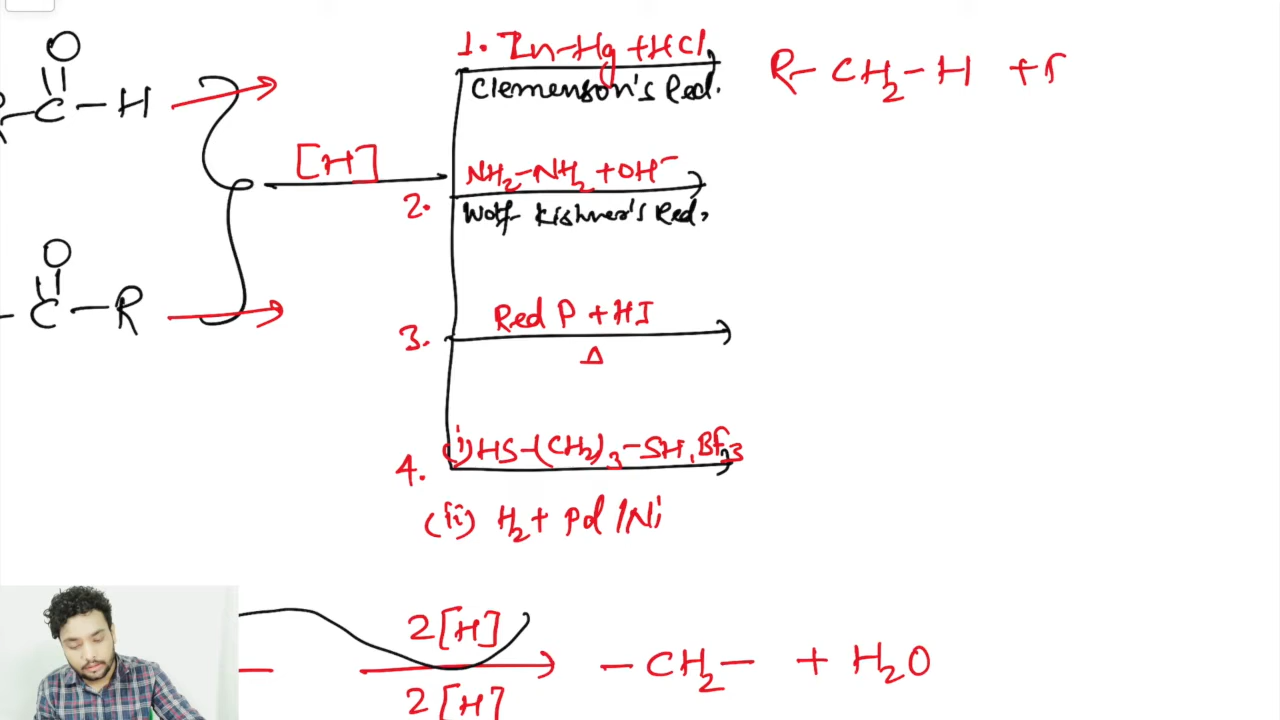 O
R-C-H
1. Zn-Hg +HCl
Clemenson's Red.
R-CH2-H +
[H]
2. NH2-NH2 +OH⁻
Wolf- Kishner's Red.
O
-C-R
3. Red P +HI
Δ
4. (i) HS-(CH2)3-SH, BF3
(ii) H2 + Pd/Ni
2[H]
-CH2- + H2O
2[H]